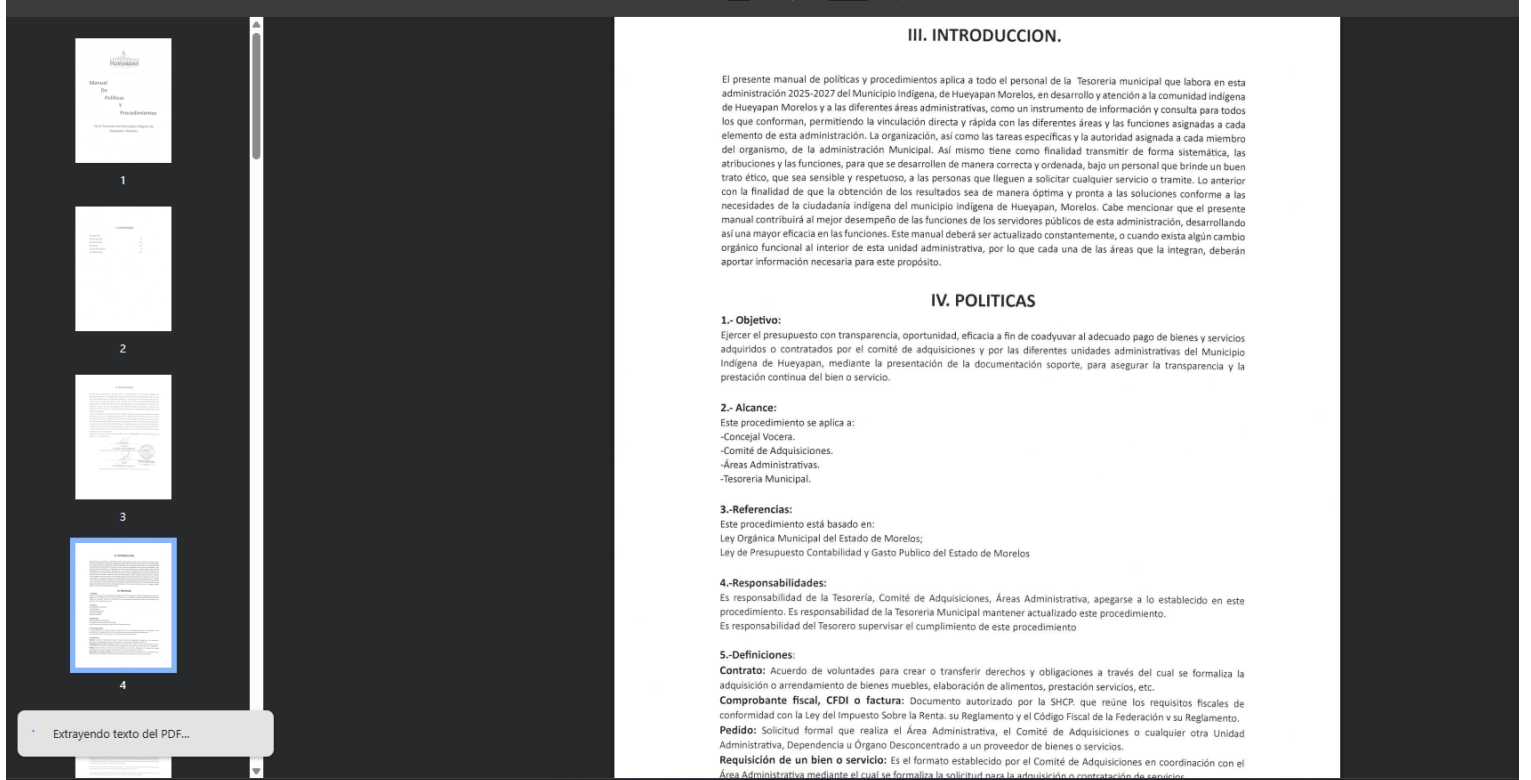 Hueyapan
Manual
De
Políticas
Y
Procedimientos
1
2
3
4
Extrayendo texto del PDF...
III. INTRODUCCION.
El presente manual de políticas y procedimientos aplica a todo el personal de la Tesoreria municipal que labora en esta
administración 2025-2027 del Municipio Indígena, de Hueyapan Morelos, en desarrollo y atención a la comunidad indígena
de Hueyapan Morelos y a las diferentes áreas administrativas, como un instrumento de información y consulta para todos
los que conforman, permitiendo la vinculación directa y rápida con las diferentes áreas y las funciones asignadas a cada
elemento de esta administración. La organización, así como las tareas específicas y la autoridad asignada a cada miembro
del organismo, de la administración Municipal. Así mismo tiene como finalidad transmitir de forma sistemática, las
atribuciones y las funciones, para que se desarrollen de manera correcta y ordenada, bajo un personal que brinde un buen
trato ético, que sea sensible y respetuoso, a las personas que lleguen a solicitar cualquier servicio o tramite. Lo anterior
con la finalidad de que la obtención de los resultados sea de manera óptima y pronta a las soluciones conforme a las
necesidades de la ciudadanía indígena del municipio indígena de Hueyapan, Morelos. Cabe mencionar que el presente
manual contribuirá al mejor desempeño de las funciones de los servidores públicos de esta administración, desarrollando
así una mayor eficacia en las funciones. Este manual deberá ser actualizado constantemente, o cuando exista algún cambio
orgánico funcional al interior de esta unidad administrativa, por lo que cada una de las áreas que la integran, deberán
aportar información necesaria para este propósito.
IV. POLITICAS
1.- Objetivo:
Ejercer el presupuesto con transparencia, oportunidad, eficacia a fin de coadyuvar al adecuado pago de bienes y servicios
adquiridos o contratados por el comité de adquisiciones y por las diferentes unidades administrativas del Municipio
Indígena de Hueyapan, mediante la presentación de la documentación soporte, para asegurar la transparencia y la
prestación continua del bien o servicio.
2.- Alcance:
Este procedimiento se aplica a:
-Concejal Vocera.
-Comité de Adquisiciones.
-Áreas Administrativas.
-Tesoreria Municipal.
3.-Referencias:
Este procedimiento está basado en:
Ley Orgánica Municipal del Estado de Morelos;
Ley de Presupuesto Contabilidad y Gasto Publico del Estado de Morelos
4.-Responsabilidades:
Es responsabilidad de la Tesorería, Comité de Adquisiciones, Áreas Administrativa, apegarse a lo establecido en este
procedimiento. Es responsabilidad de la Tesoreria Municipal mantener actualizado este procedimiento.
Es responsabilidad del Tesorero supervisar el cumplimiento de este procedimiento
5.-Definiciones:
Contrato: Acuerdo de voluntades para crear o transferir derechos y obligaciones a través del cual se formaliza la
adquisición o arrendamiento de bienes muebles, elaboración de alimentos, prestación servicios, etc.
Comprobante fiscal, CFDI o factura: Documento autorizado por la SHCP. que reúne los requisitos fiscales de
conformidad con la Ley del Impuesto Sobre la Renta. su Reglamento y el Código Fiscal de la Federación v su Reglamento.
Pedido: Solicitud formal que realiza el Área Administrativa, el Comité de Adquisiciones o cualquier otra Unidad
Administrativa, Dependencia u Órgano Desconcentrado a un proveedor de bienes o servicios.
Requisición de un bien o servicio: Es el formato establecido por el Comité de Adquisiciones en coordinación con el
Área Administrativa mediante el cual se formaliza la solicitud para la adquisición o contratación de servicios